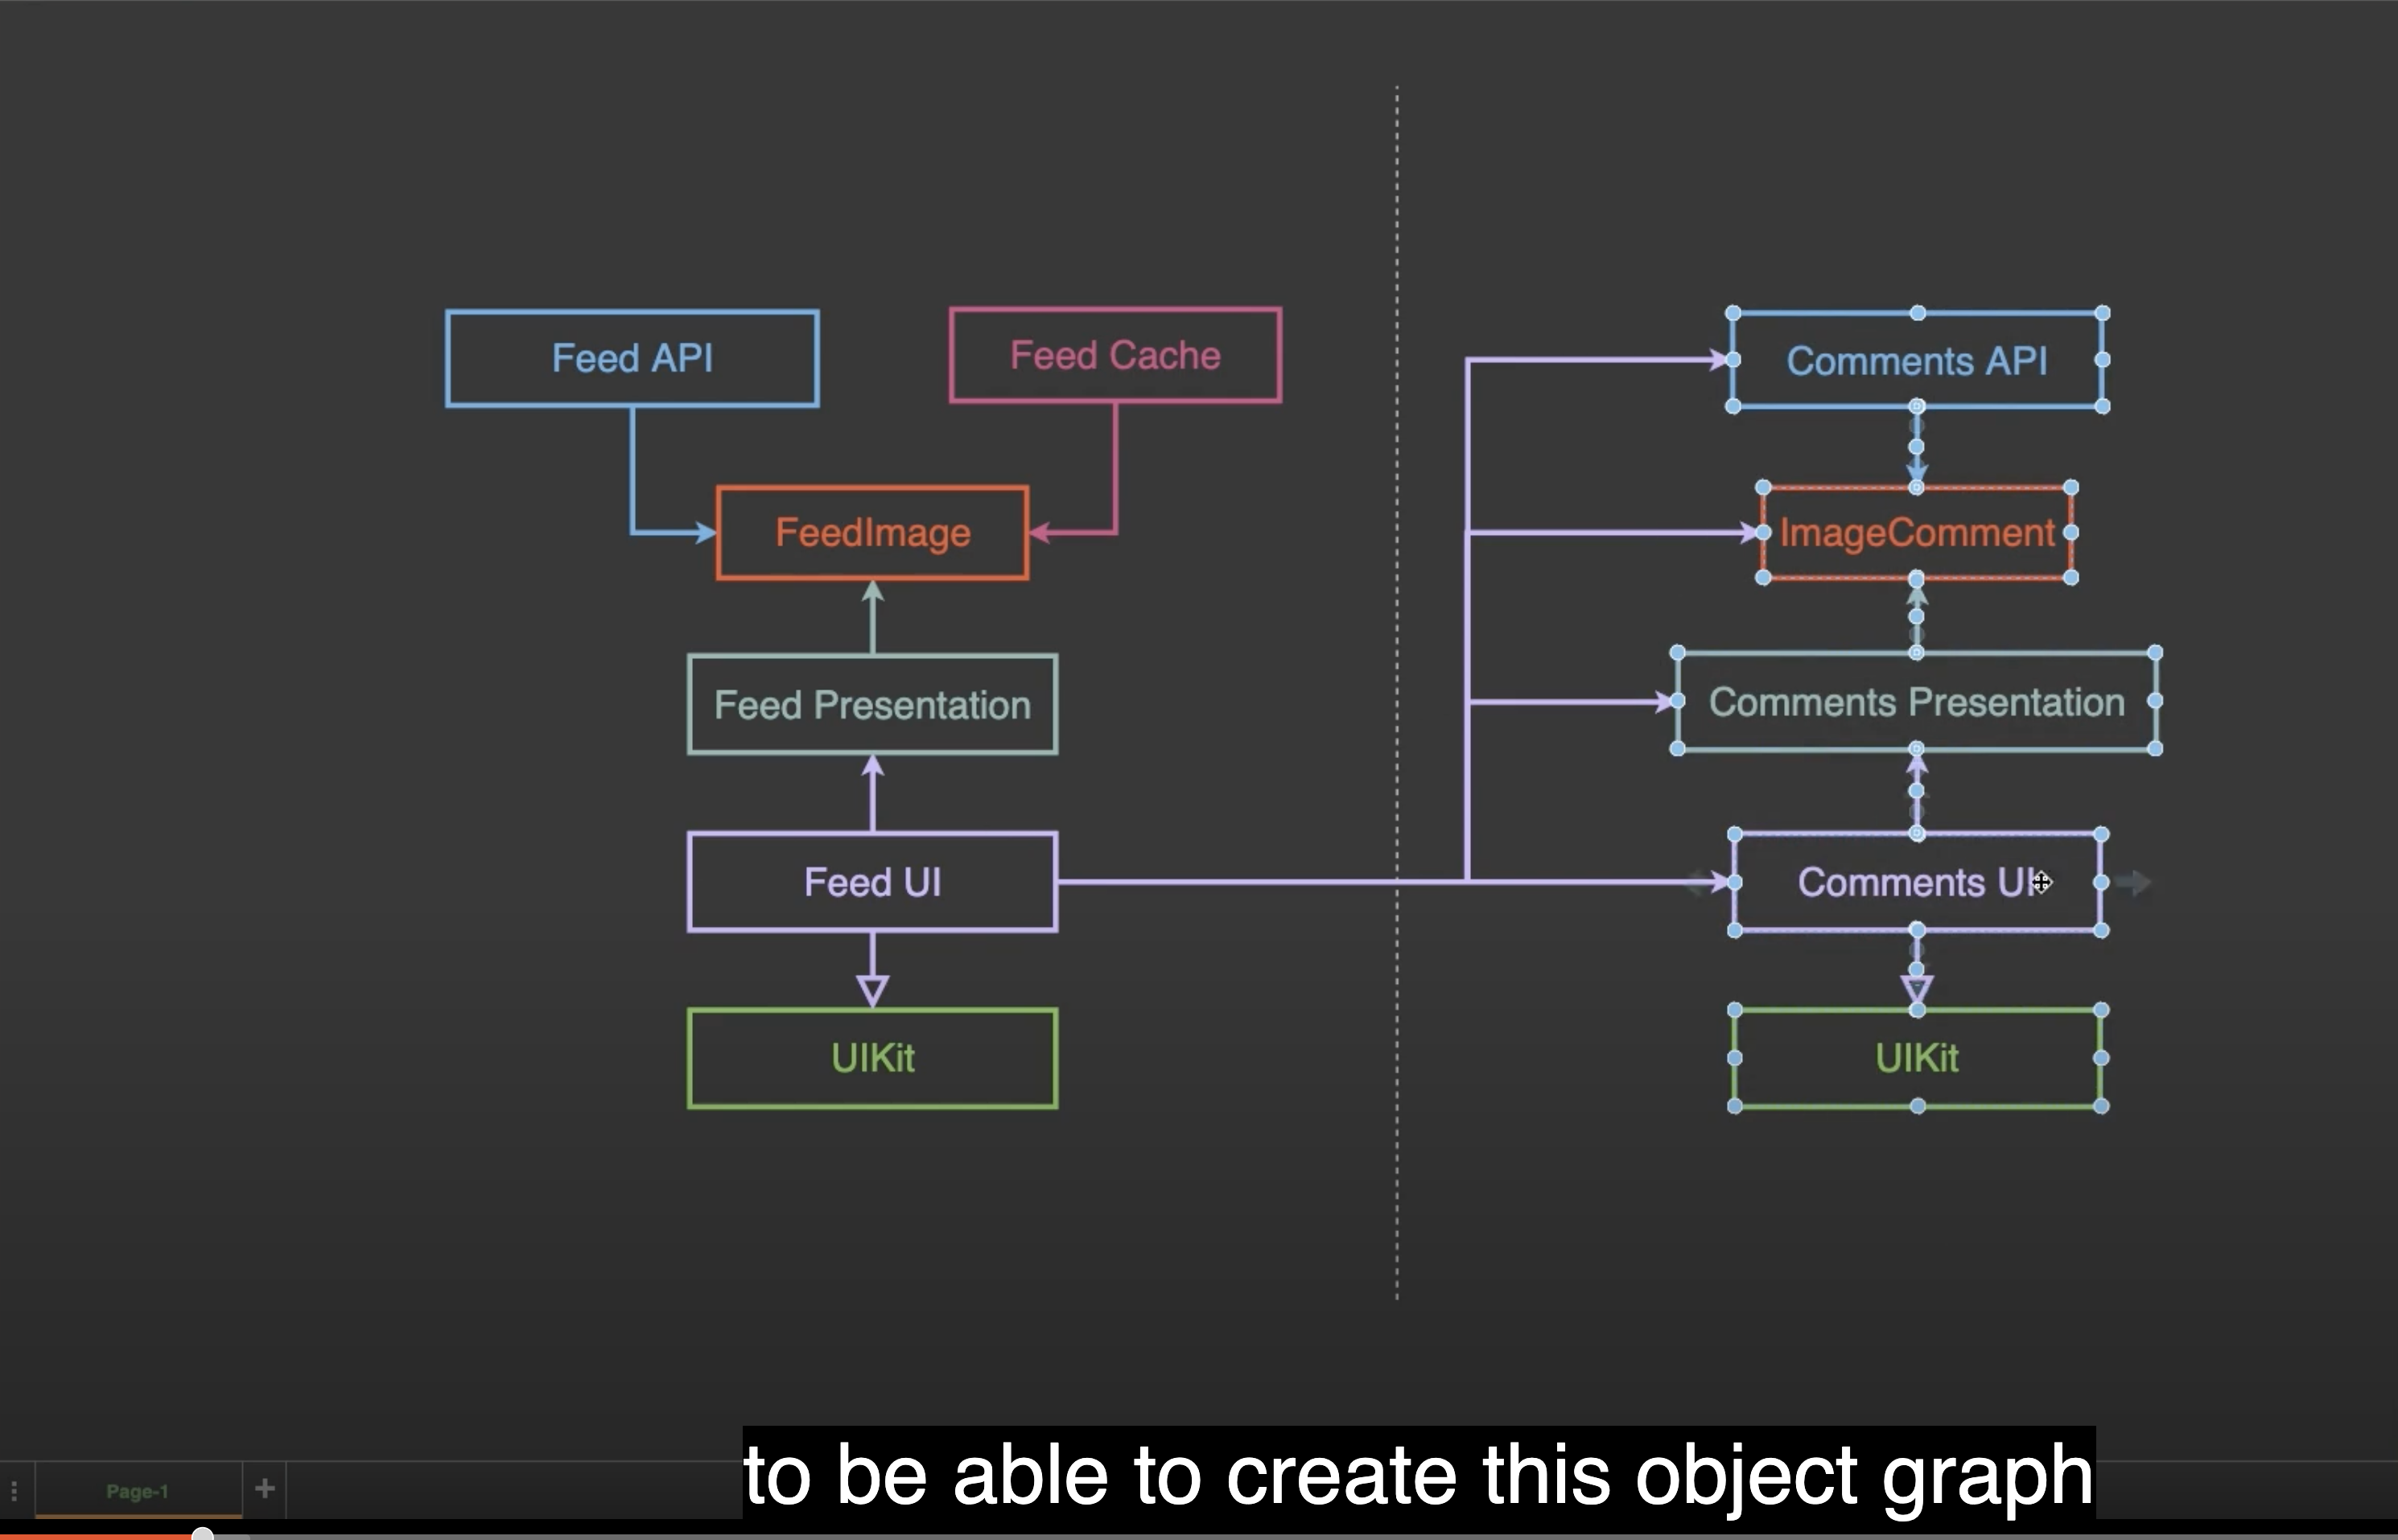 Feed API
Feed Cache
FeedImage
Feed Presentation
Feed UI
UIKit
Comments API
ImageComment
Comments Presentation
Comments UI
UIKit
to be able to create this object graph
Page-1